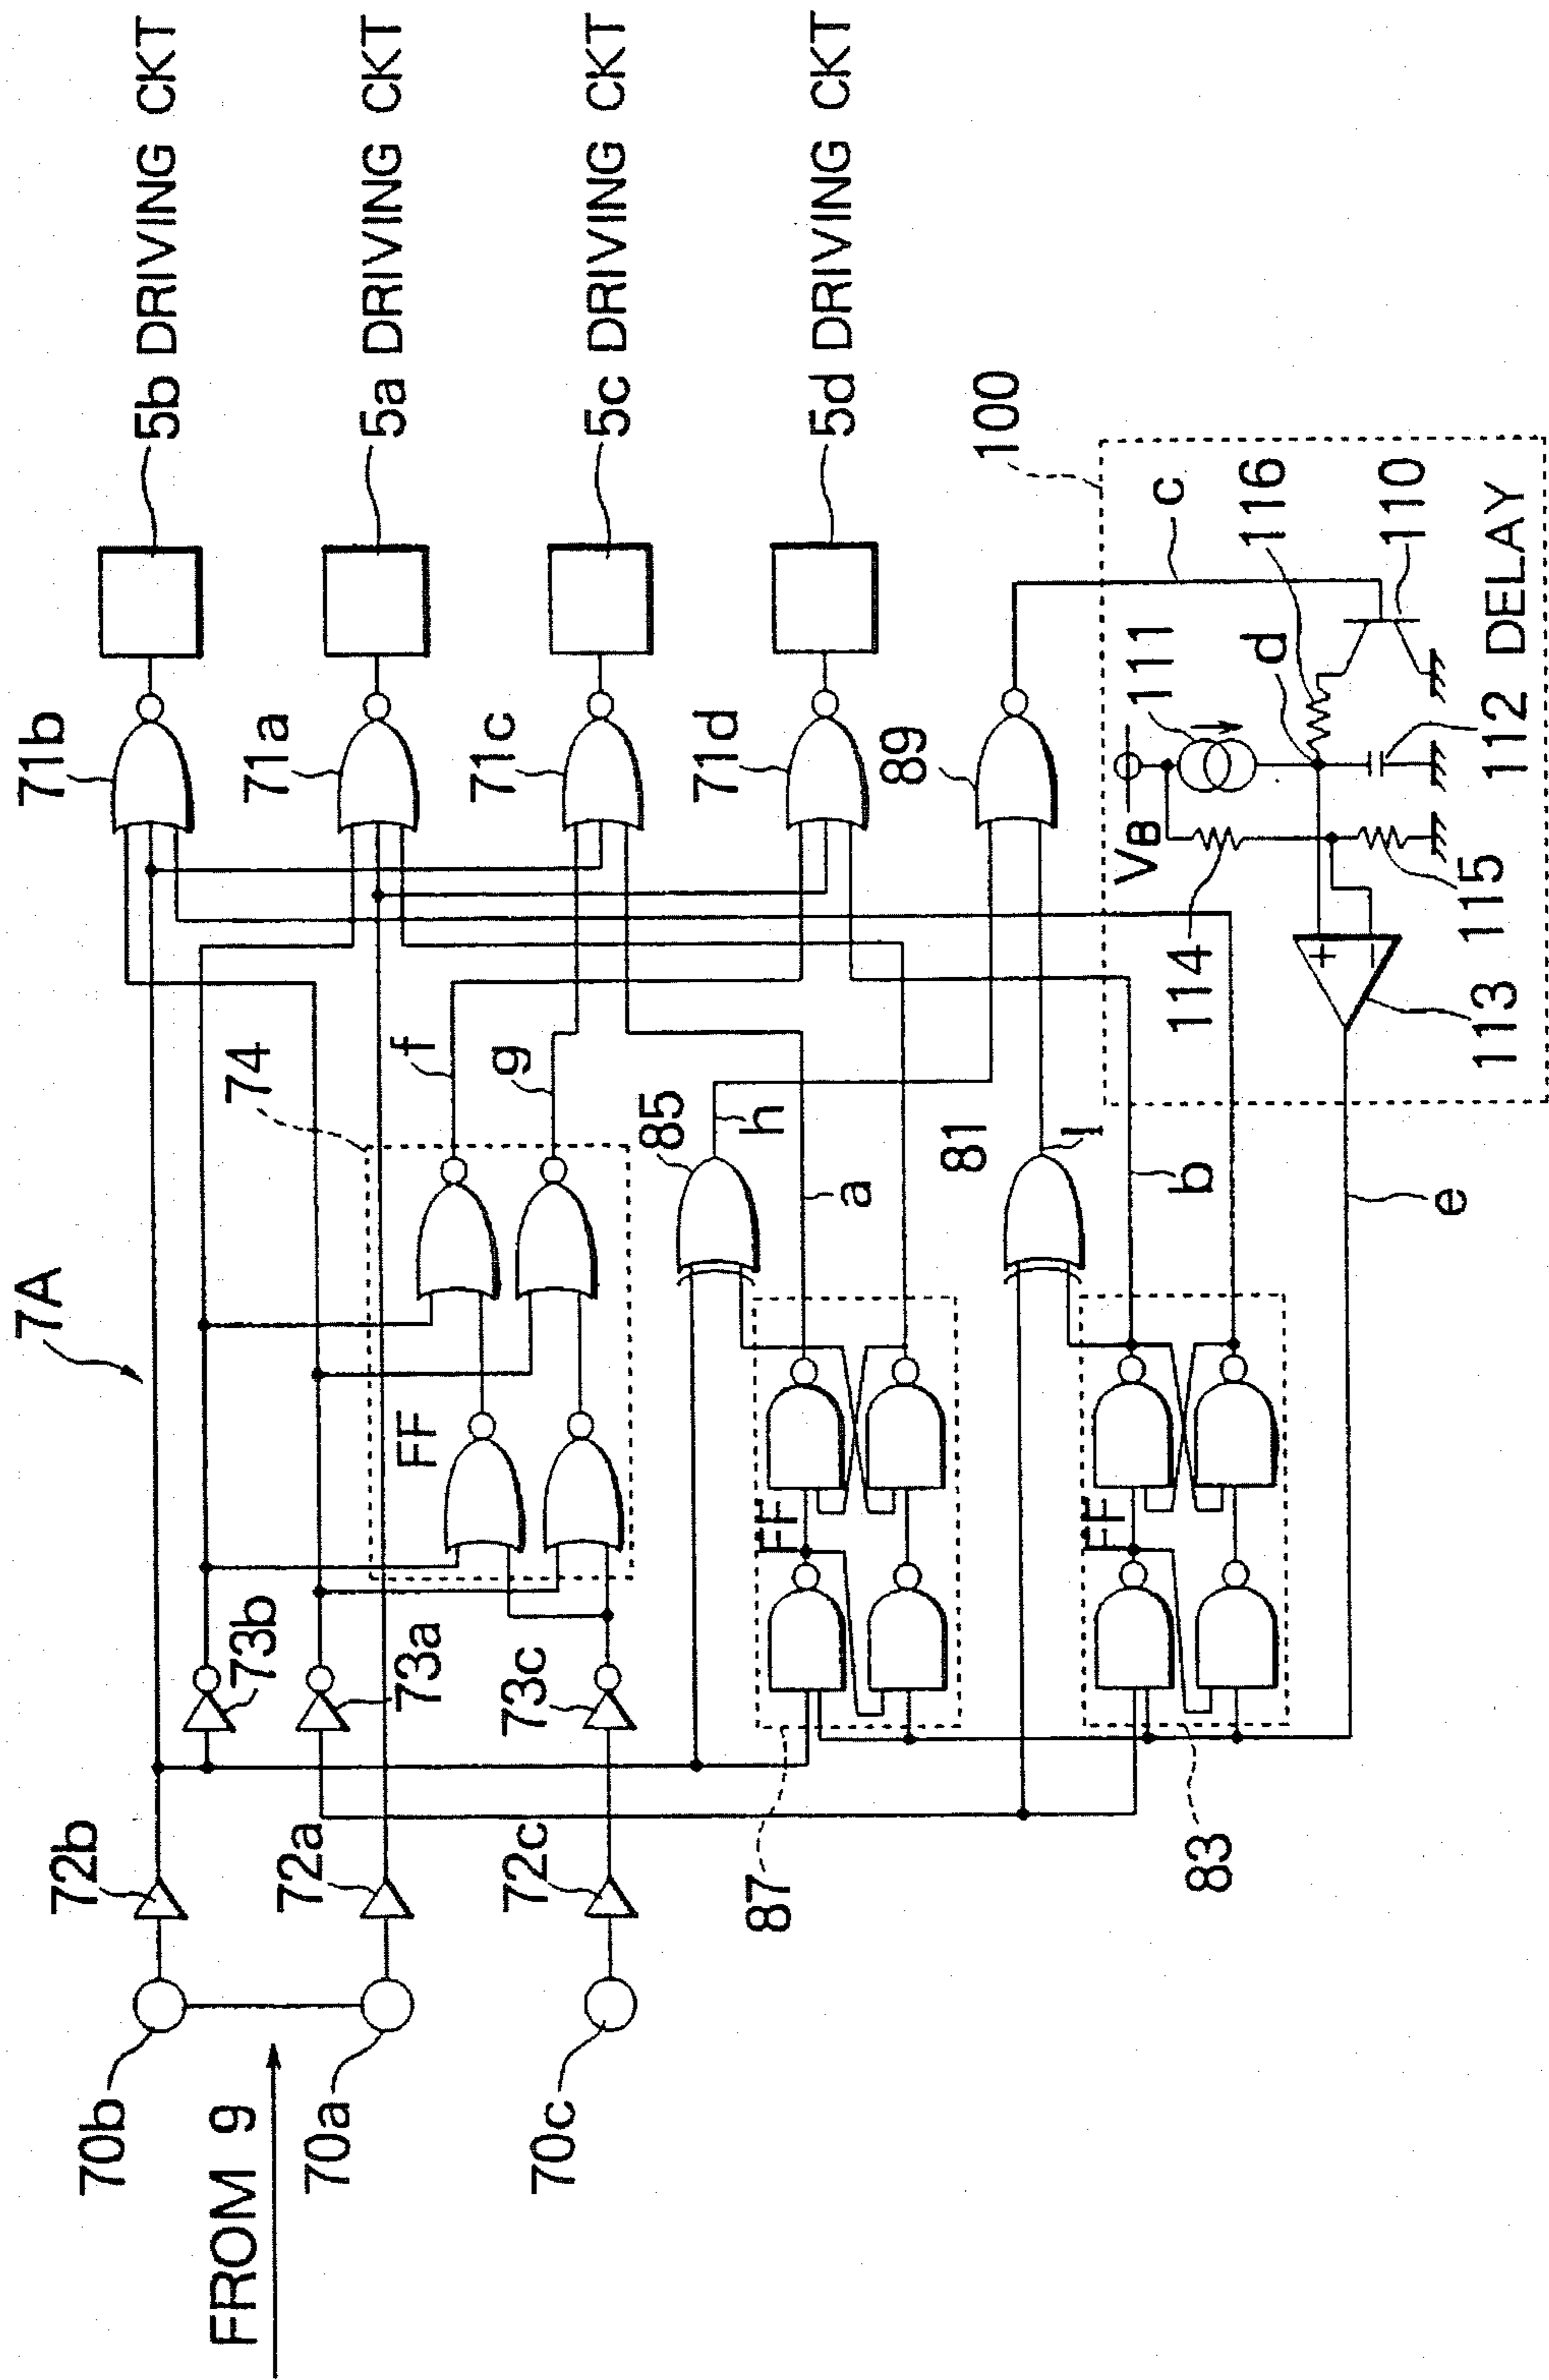 7A
71b
5b DRIVING CKT
71a
5a DRIVING CKT
71c
5c DRIVING CKT
71d
5d DRIVING CKT
72b
73b
70b
FROM 9
72a
73a
70a
72c
73c
70c
74
FF
f
g
85
h
89
87
FF
a
81
l
83
FF
b
100
c
VB
111
d
116
114
110
115
112 DELAY
+
−
113
e